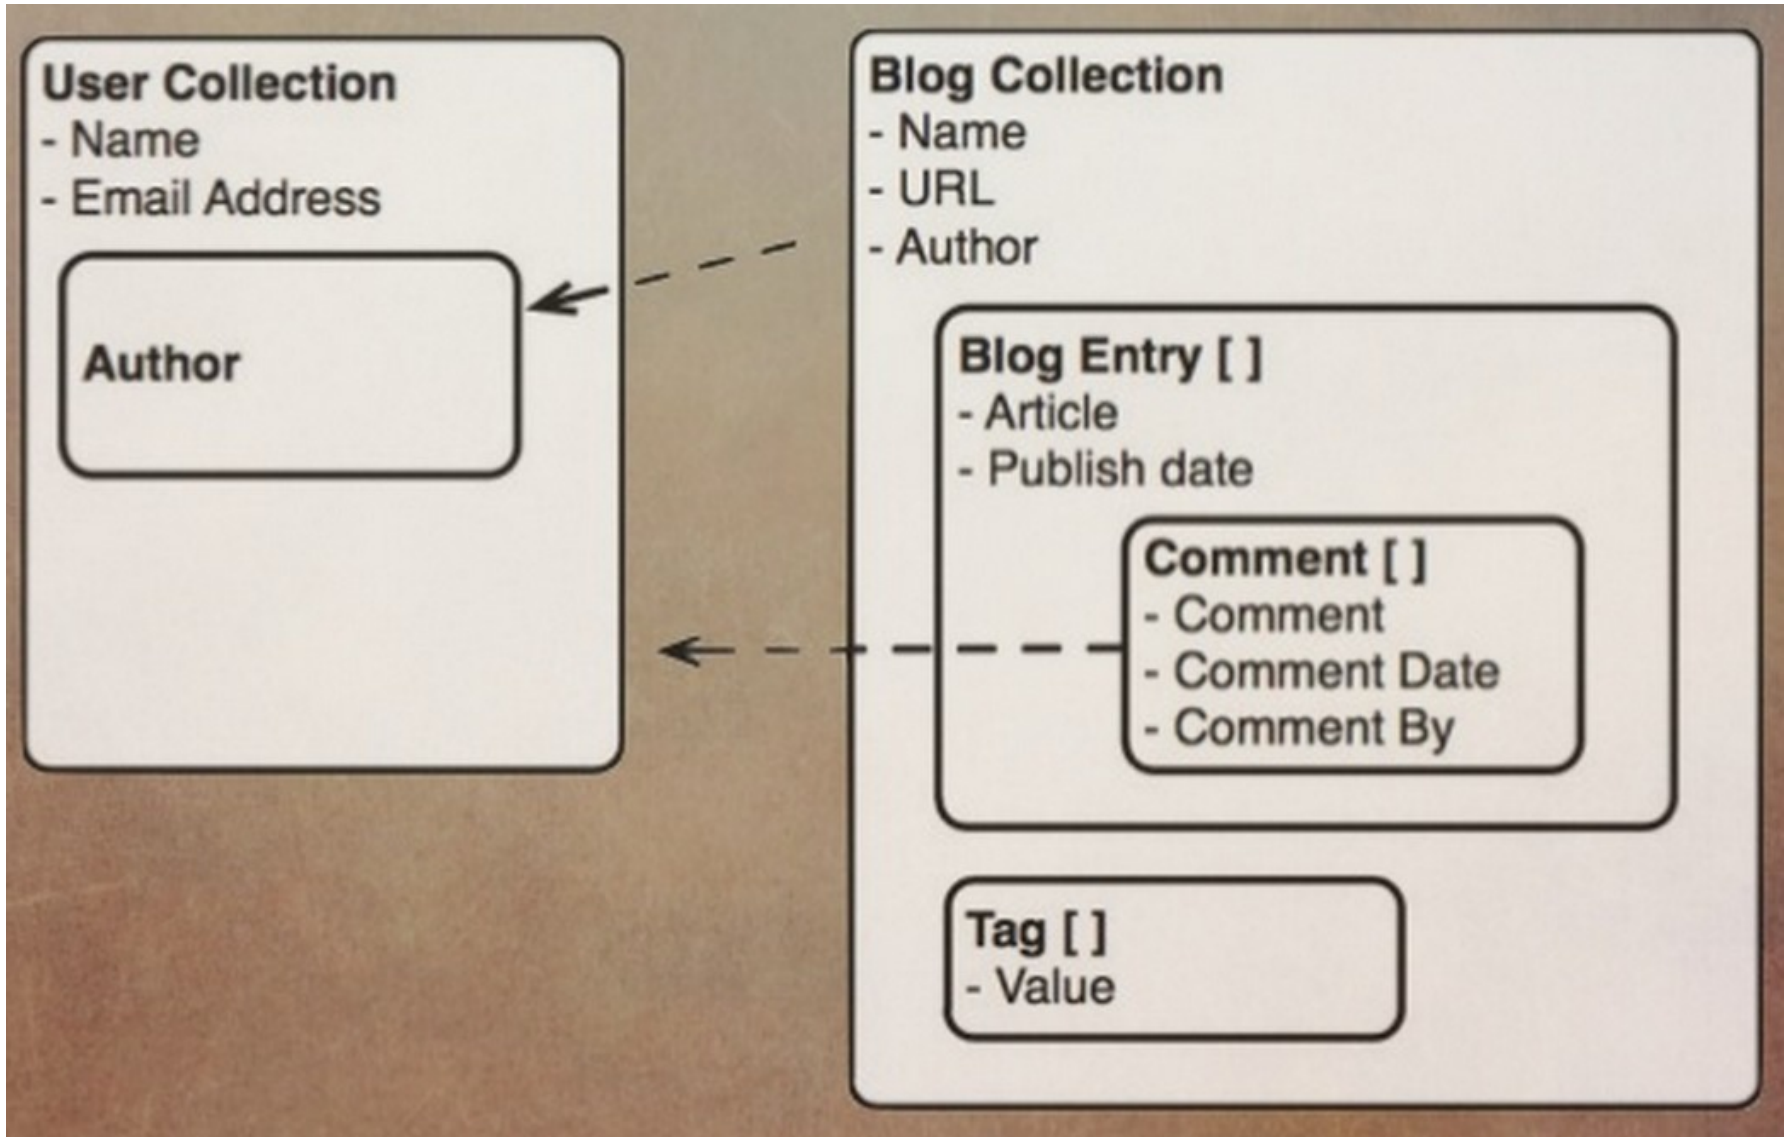 User Collection
- Name
- Email Address
Author
Blog Collection
- Name
- URL
- Author
Blog Entry [ ]
- Article
- Publish date
Comment [ ]
- Comment
- Comment Date
- Comment By
Tag [ ]
- Value